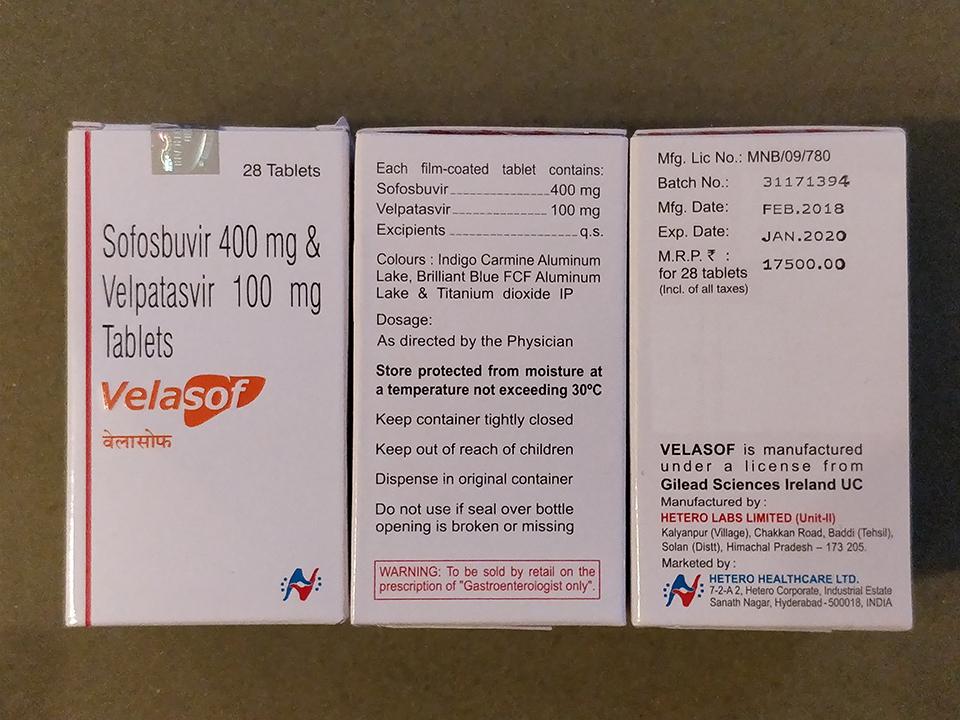 28 Tablets
Sofosbuvir 400 mg &
Velpatasvir 100 mg
Tablets
Velasof
वेलासोफ
Each film-coated tablet contains:
Sofosbuvir 400 mg
Velpatasvir 100 mg
Excipients q.s.
Colours : Indigo Carmine Aluminum
Lake, Brilliant Blue FCF Aluminum
Lake & Titanium dioxide IP
Dosage:
As directed by the Physician
Store protected from moisture at
a temperature not exceeding 30ºC
Keep container tightly closed
Keep out of reach of children
Dispense in original container
Do not use if seal over bottle
opening is broken or missing
WARNING: To be sold by retail on the
prescription of "Gastroenterologist only".
Mfg. Lic No.: MNB/09/780
Batch No.: 31171394
Mfg. Date: FEB.2018
Exp. Date: JAN.2020
M.R.P. ₹ :
for 28 tablets 17500.00
(Incl. of all taxes)
VELASOF is manufactured
under a license from
Gilead Sciences Ireland UC
Manufactured by :
HETERO LABS LIMITED (Unit-II)
Kalyanpur (Village), Chakkan Road, Baddi (Tehsil),
Solan (Distt), Himachal Pradesh – 173 205.
Marketed by :
HETERO HEALTHCARE LTD.
7-2-A 2, Hetero Corporate, Industrial Estate
Sanath Nagar, Hyderabad - 500018, INDIA